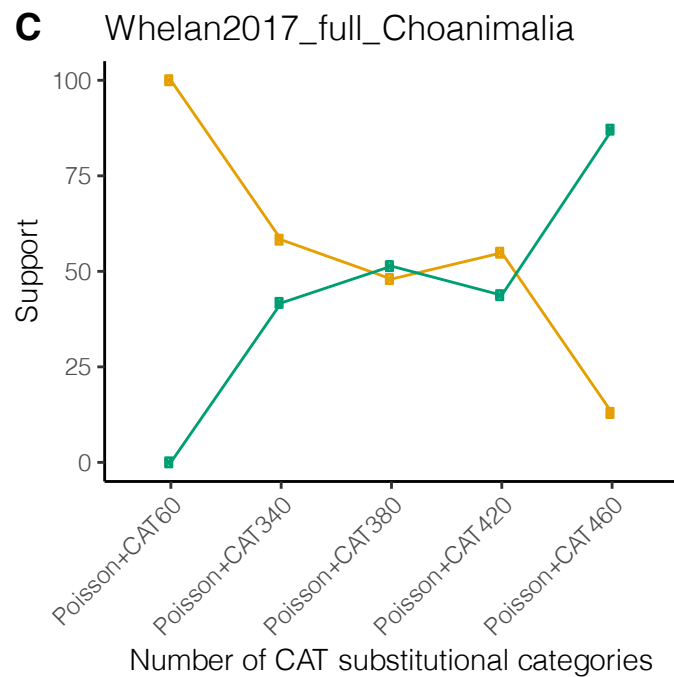 C Whelan2017_full_Choanimalia
100
75
50
25
0
Support
Poisson+CAT60
Poisson+CAT340
Poisson+CAT380
Poisson+CAT420
Poisson+CAT460
Number of CAT substitutional categories